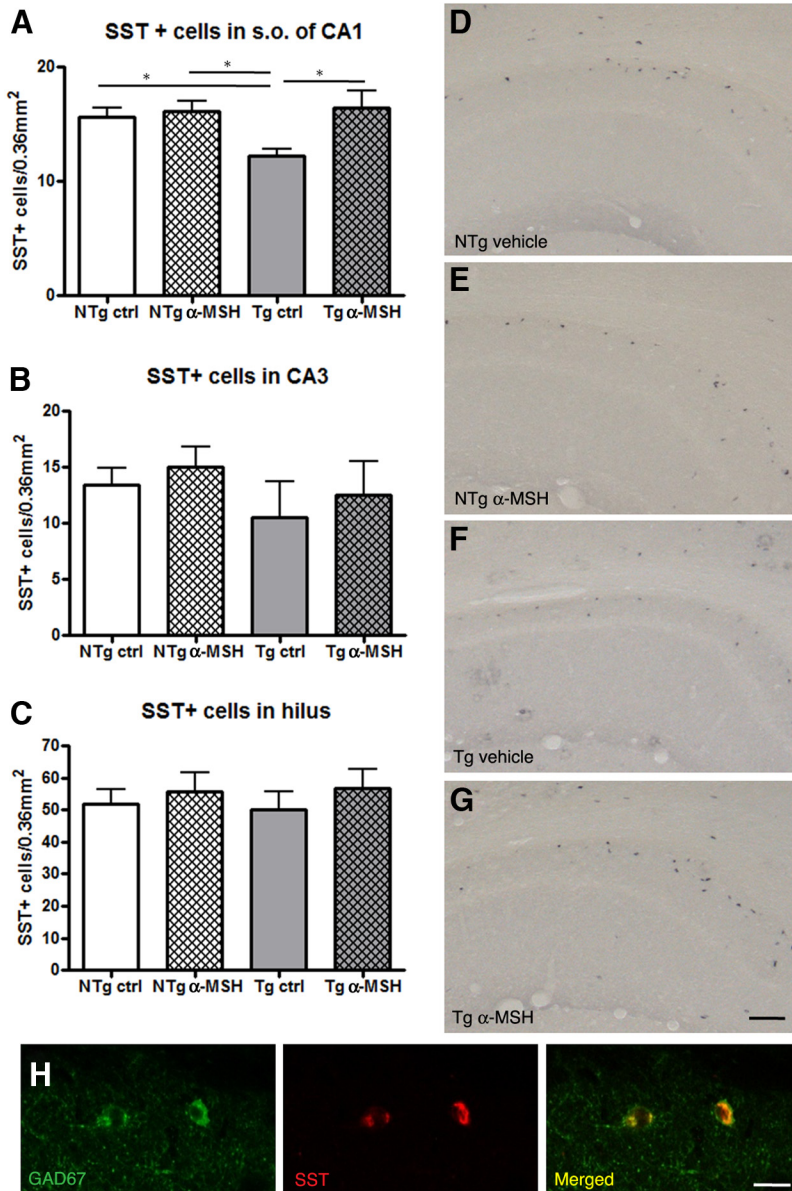 A
SST + cells in s.o. of CA1
SST+ cells/0.36mm²
20
10
0
*
*
*
NTg ctrl NTg α-MSH Tg ctrl Tg α-MSH
B
SST+ cells in CA3
SST+ cells/0.36mm²
20
15
10
5
0
NTg ctrl NTg α-MSH Tg ctrl Tg α-MSH
C
SST+ cells in hilus
SST+ cells/0.36mm²
70
60
50
40
30
20
10
0
NTg ctrl NTg α-MSH Tg ctrl Tg α-MSH
D
NTg vehicle
E
NTg α-MSH
F
Tg vehicle
G
Tg α-MSH
H
GAD67
SST
Merged